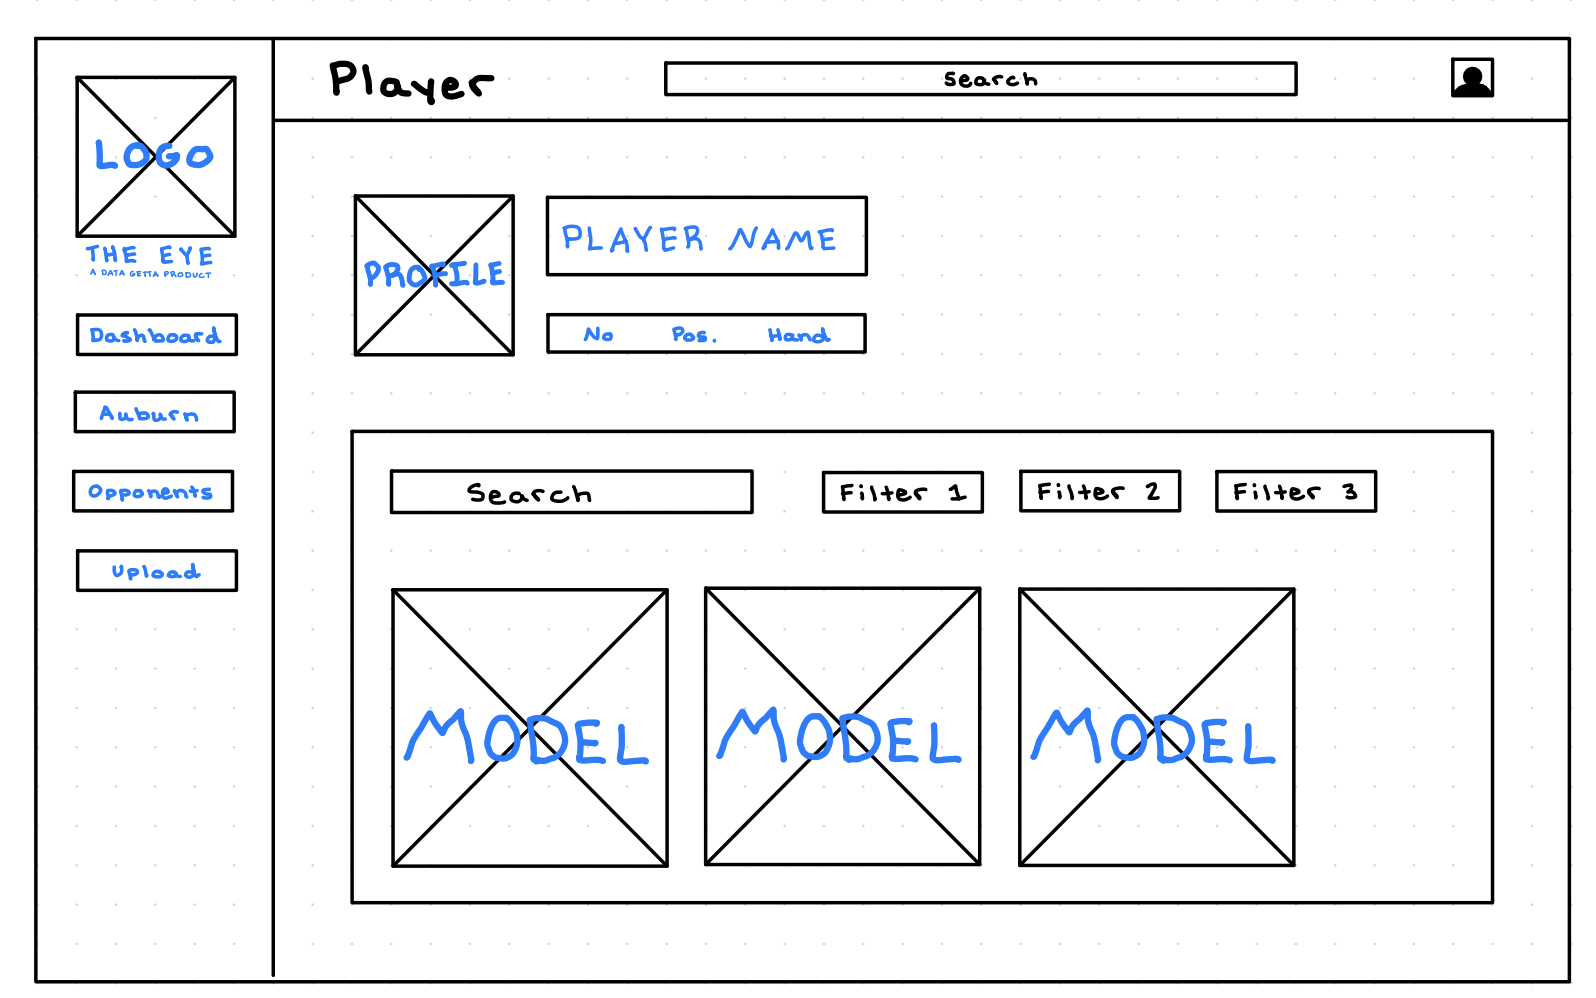 LOGO
THE EYE
A DATA GETTA PRODUCT
Dashboard
Auburn
Opponents
Upload
Player
Search
PROFILE
PLAYER NAME
No Pos. Hand
Search Filter 1 Filter 2 Filter 3
MODEL MODEL MODEL